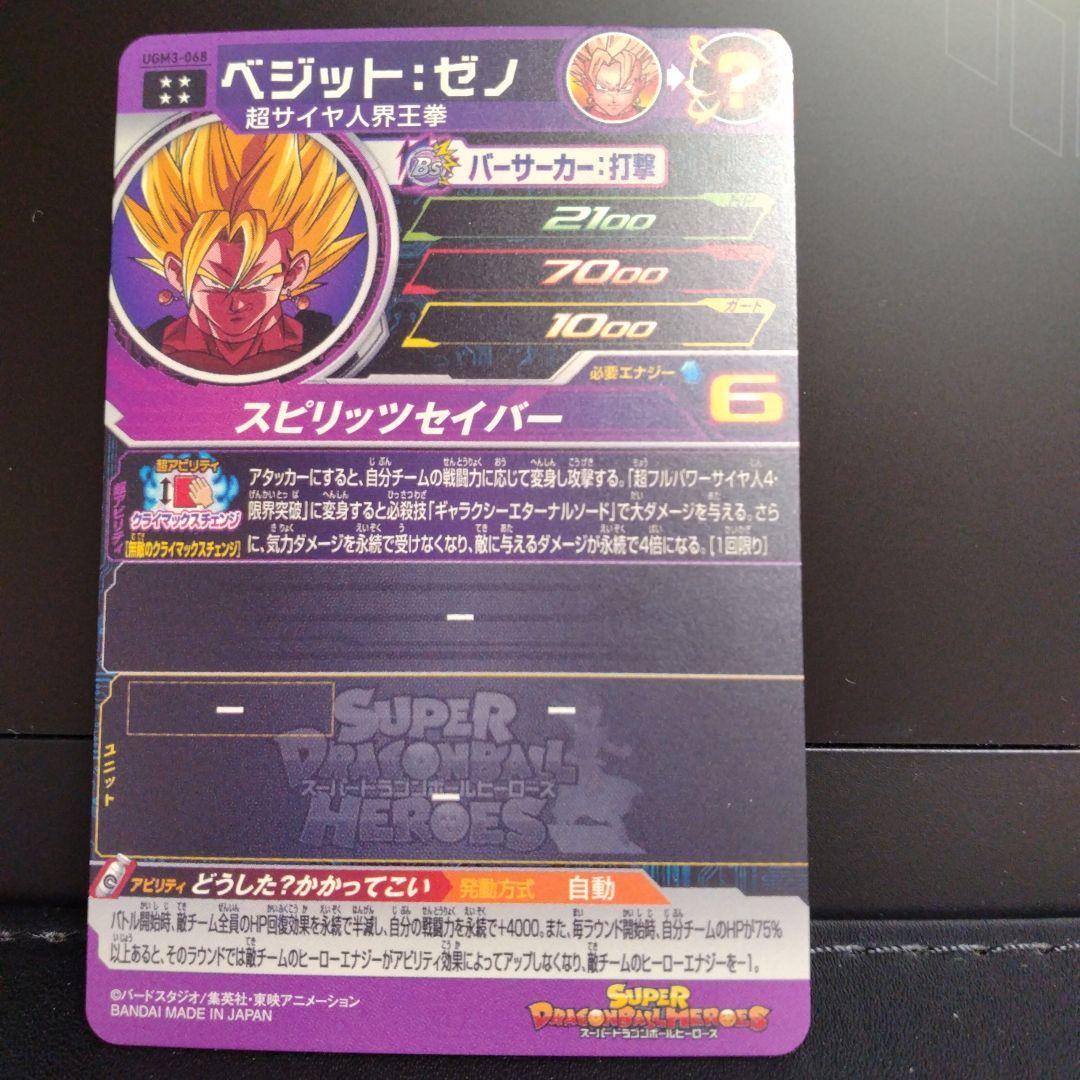 UGM3-068
ベジット:ゼノ
超サイヤ人界王拳
?
Bs バーサーカー:打撃
HP
2100
7000
ガード
1000
必要エナジー
6
スピリッツセイバー
超アビリティ
超アビリティ
クライマックスチェンジ
[無敵のクライマックスチェンジ]
アタッカーにすると、自分チームの戦闘力に応じて変身し攻撃する。「超フルパワーサイヤ人4・
限界突破」に変身すると必殺技「ギャラクシーエターナルソード」で大ダメージを与える。さら
に、気力ダメージを永続で受けなくなり、敵に与えるダメージが永続で4倍になる。[1回限り]
ー
ユニット
ー
ー
ー
SUPER
DRAGONBALL
スーパードラゴンボールヒーローズ
HEROES
アビリティ どうした?かかってこい 発動方式 自動
バトル開始時、敵チーム全員のHP回復効果を永続で半減し、自分の戦闘力を永続で+4000。また、毎ラウンド開始時、自分チームのHPが75%
以上あると、そのラウンドでは敵チームのヒーローエナジーがアビリティ効果によってアップしなくなり、敵チームのヒーローエナジーを-1。
©バードスタジオ/集英社・東映アニメーション
BANDAI MADE IN JAPAN
SUPER
DRAGONBALL HEROES
スーパードラゴンボールヒーローズ